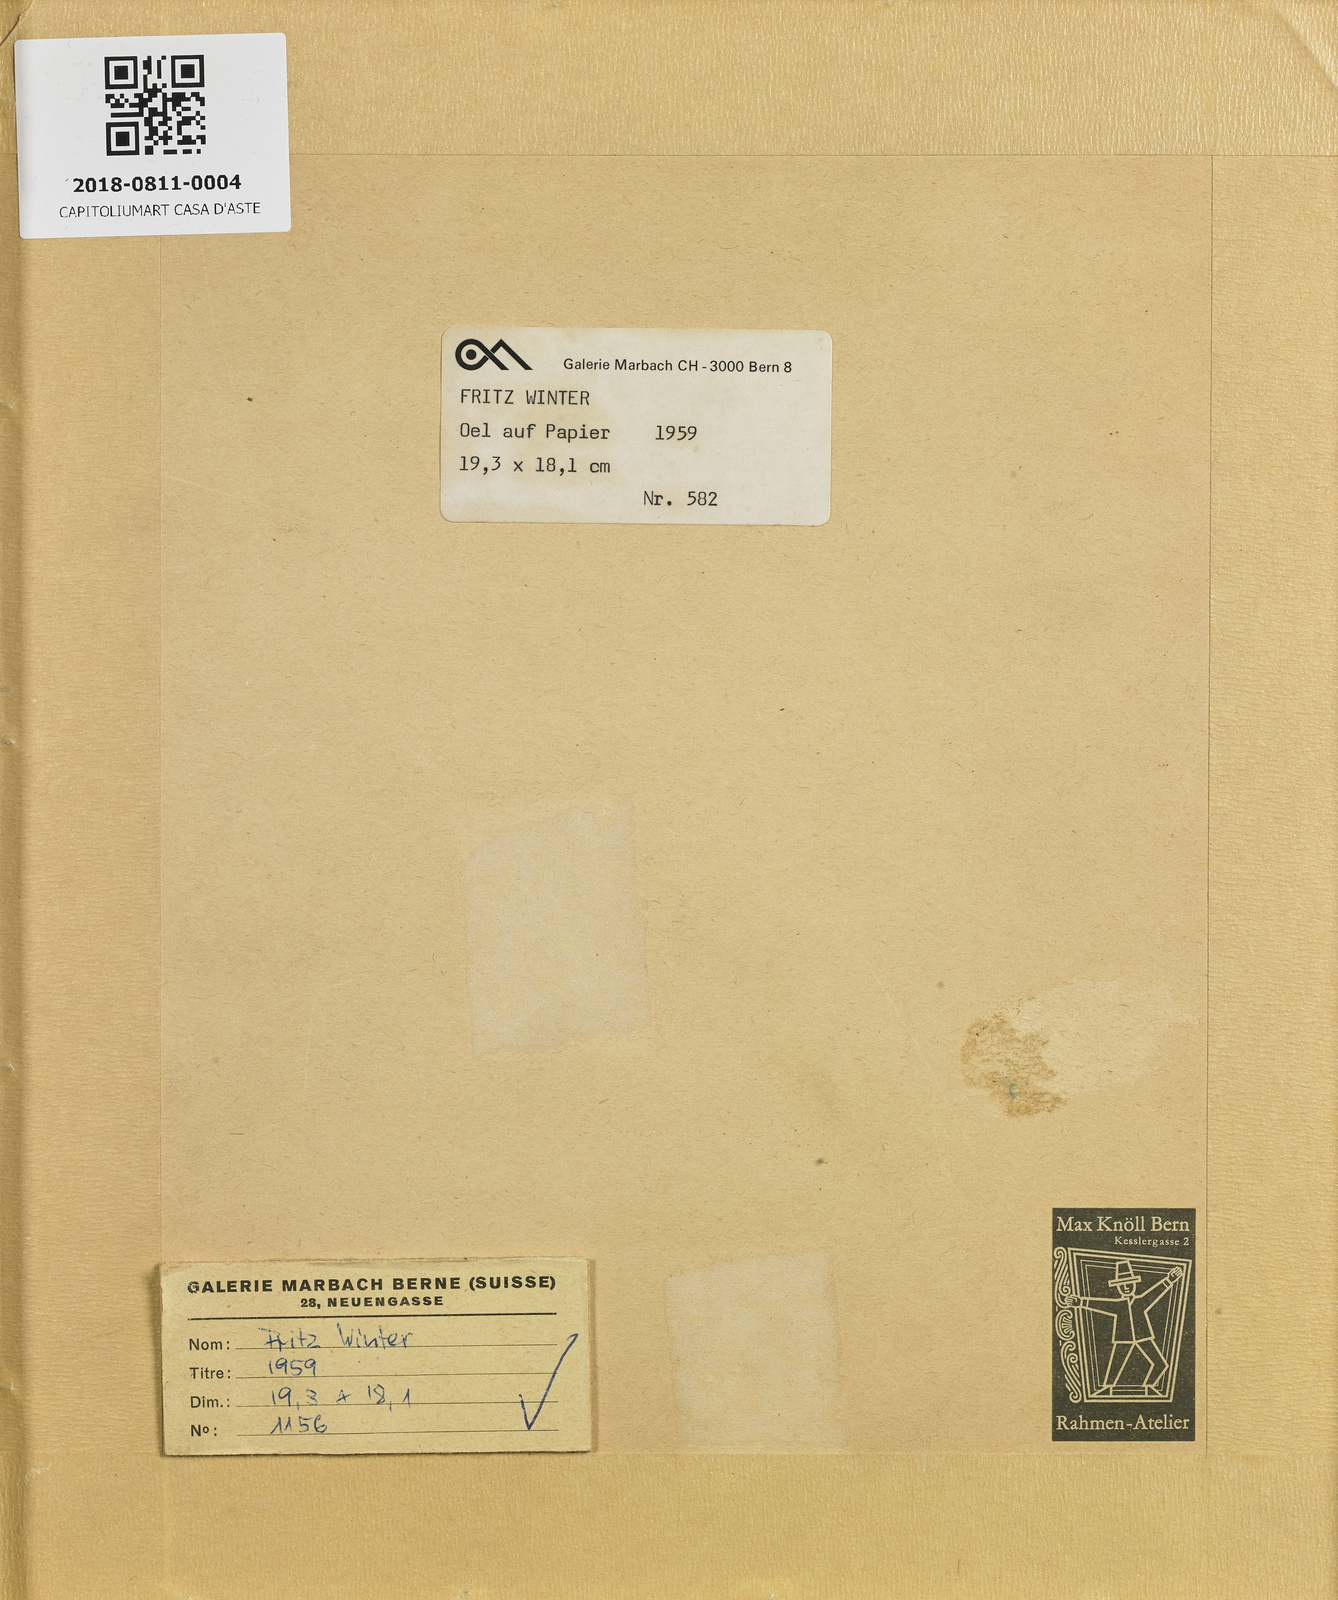 2018-0811-0004
CAPITOLIUMART CASA D'ASTE
Galerie Marbach CH - 3000 Bern 8
FRITZ WINTER
Oel auf Papier 1959
19,3 x 18,1 cm
Nr. 582
GALERIE MARBACH BERNE (SUISSE)
28, NEUENGASSE
Nom: Fritz Winter
Titre: 1959
Dim.: 19,3 x 18,1
No: 1156
Max Knöll Bern
Kesslergasse 2
Rahmen-Atelier